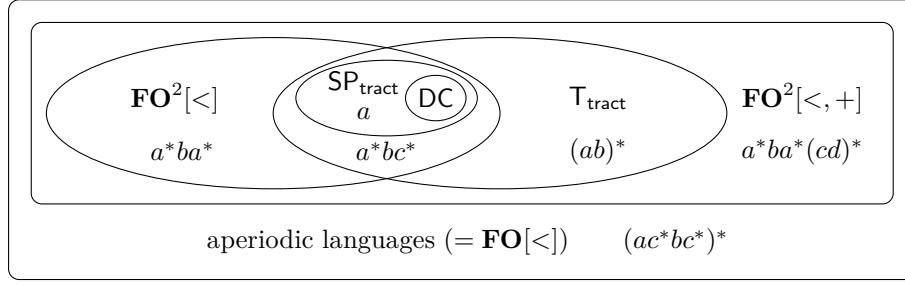 FO²[<] SP_tract DC T_tract FO²[<, +]
a
a*ba* a*bc* (ab)* a*ba*(cd)*
aperiodic languages (= FO[<]) (ac*bc*)*